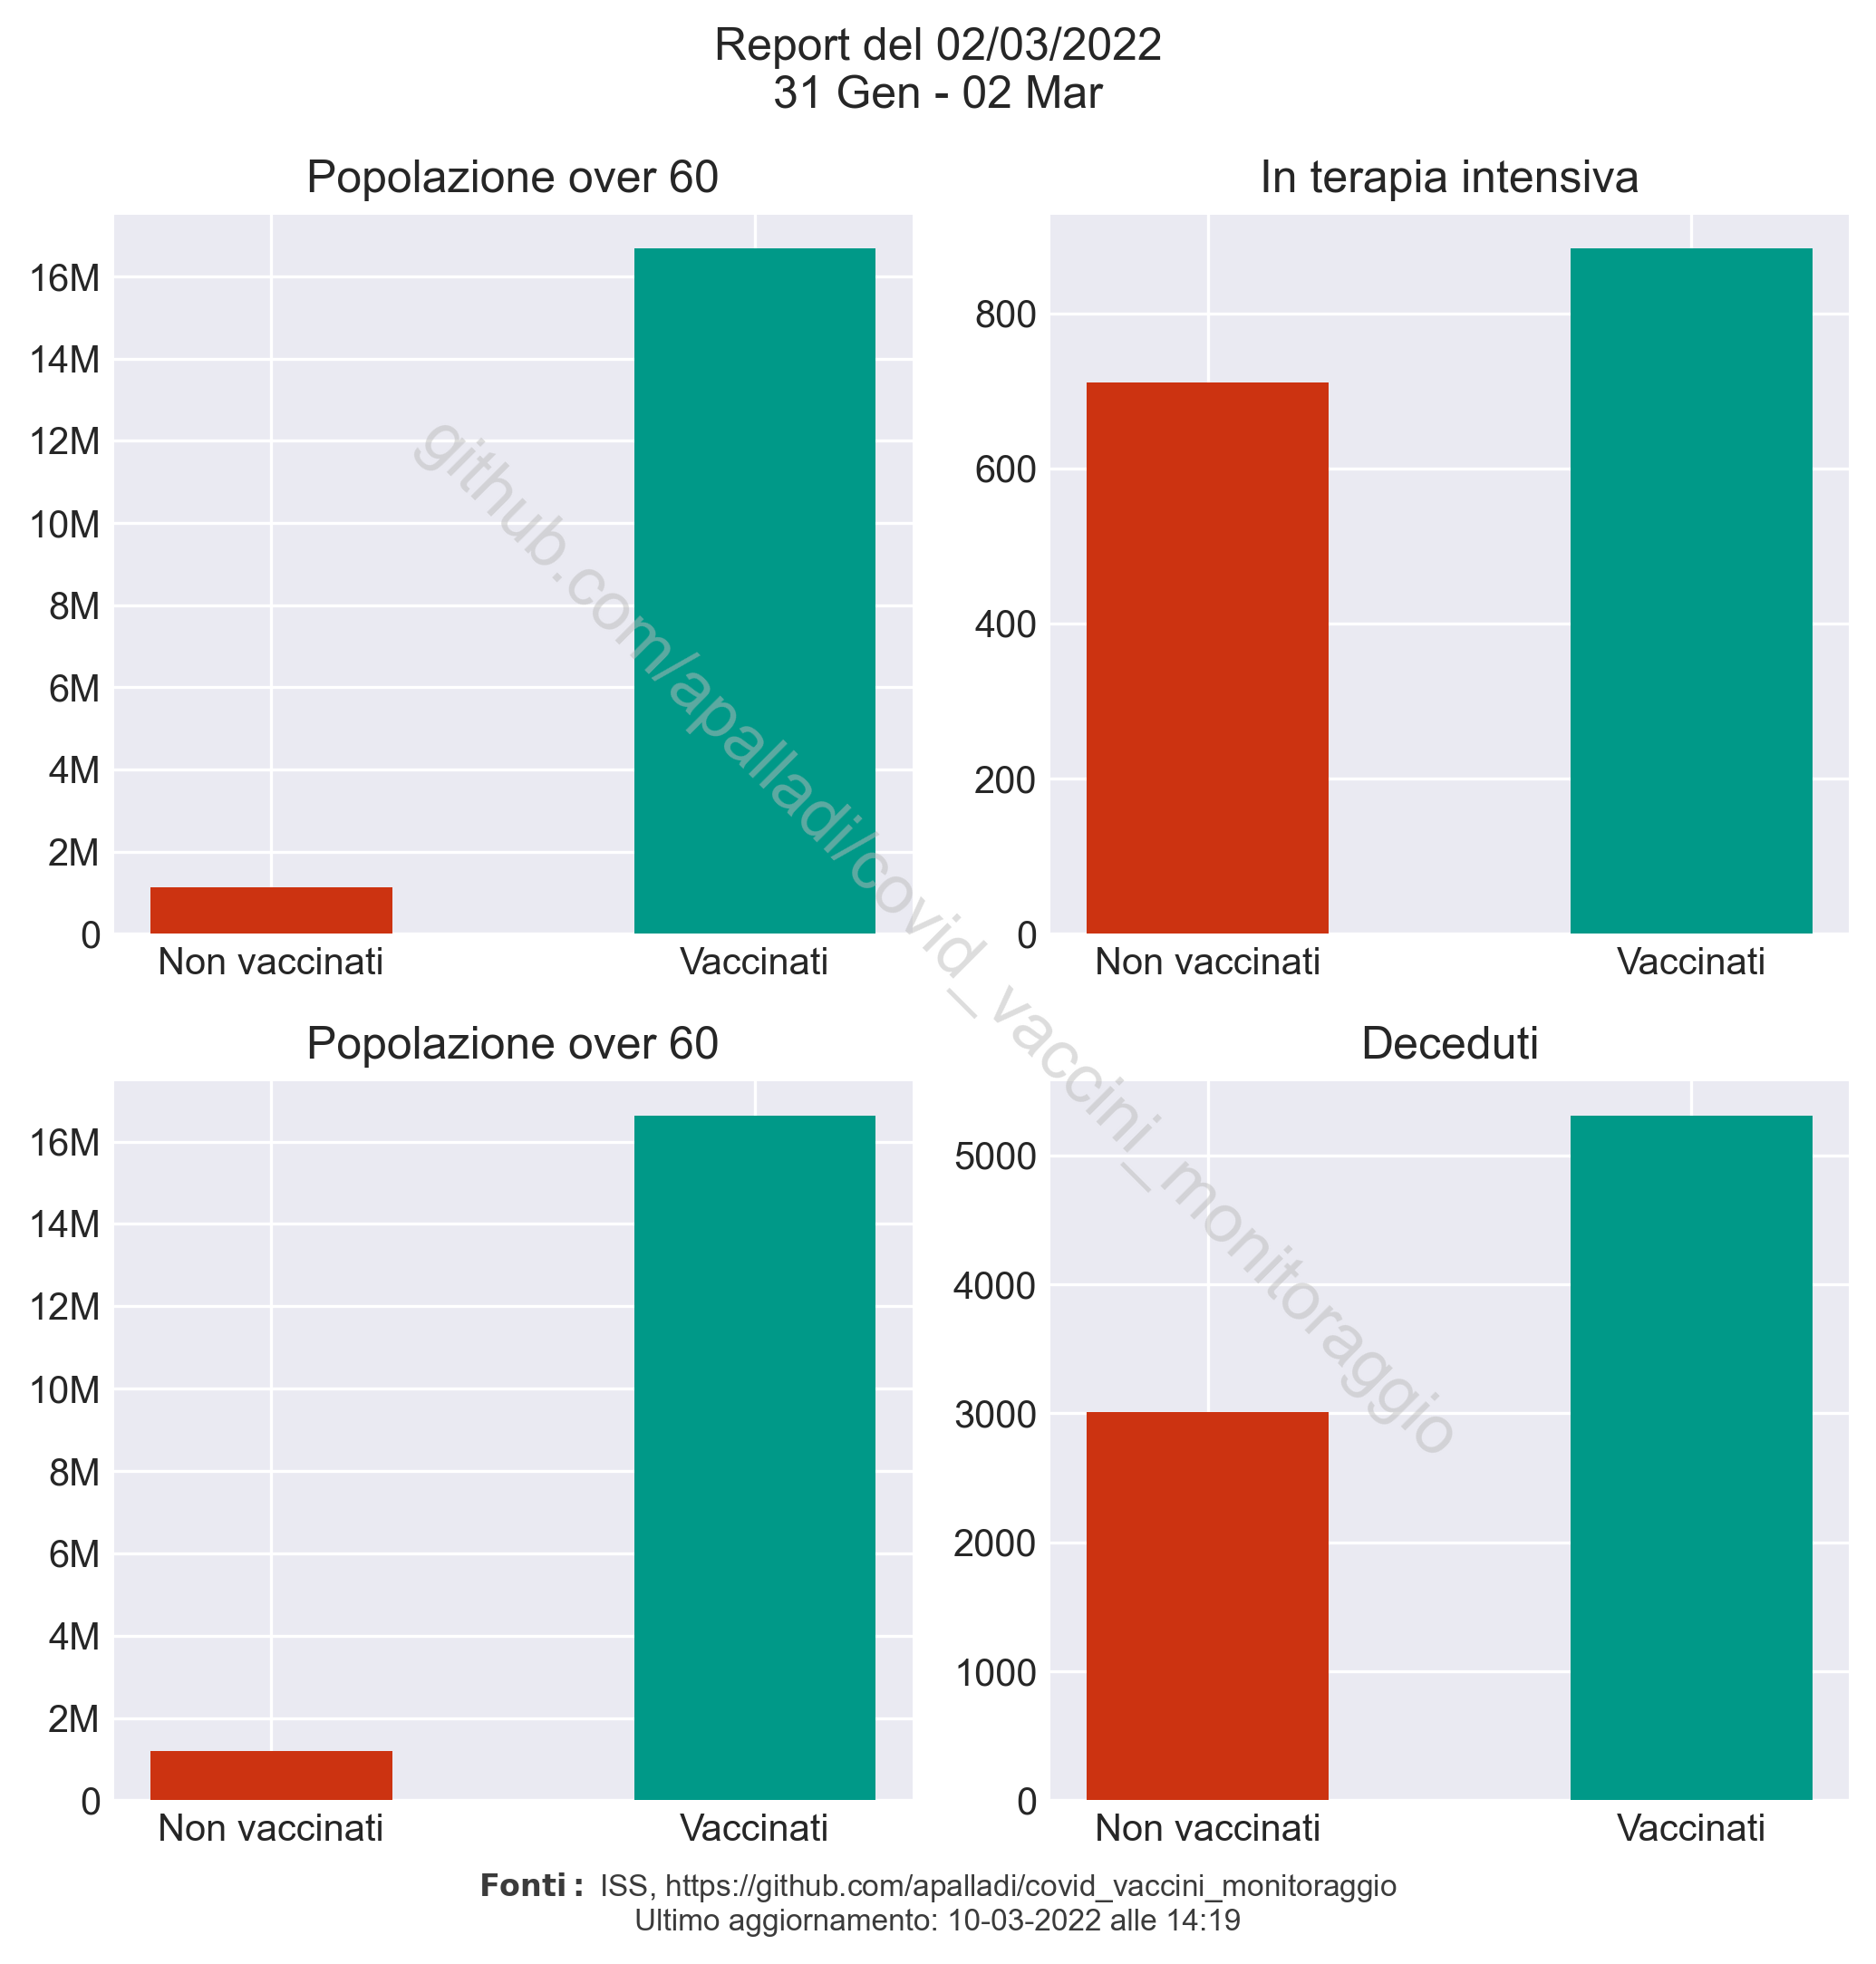 Report del 02/03/2022
31 Gen - 02 Mar
Popolazione over 60
16M
14M
12M
10M
8M
6M
4M
2M
0
Non vaccinati
Vaccinati
In terapia intensiva
800
600
400
200
0
Non vaccinati
Vaccinati
Popolazione over 60
16M
14M
12M
10M
8M
6M
4M
2M
0
Non vaccinati
Vaccinati
Deceduti
5000
4000
3000
2000
1000
0
Non vaccinati
Vaccinati
github.com/apalladi/covid_vaccini_monitoraggio
Fonti: ISS, https://github.com/apalladi/covid_vaccini_monitoraggio
Ultimo aggiornamento: 10-03-2022 alle 14:19